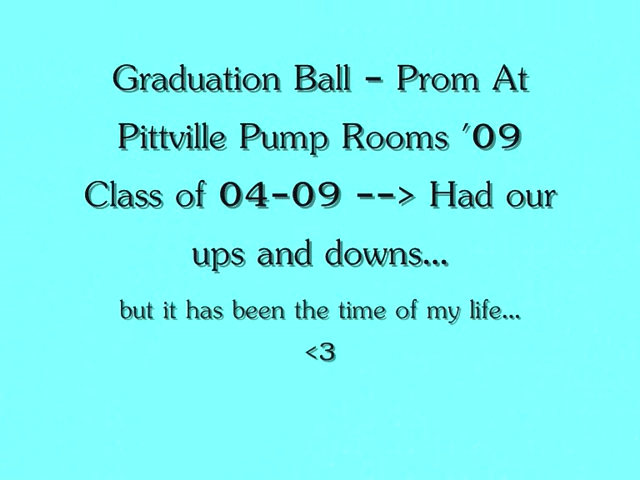 Graduation Ball - Prom At
Pittville Pump Rooms '09
Class of 04-09 --> Had our
ups and downs...
but it has been the time of my life...
<3